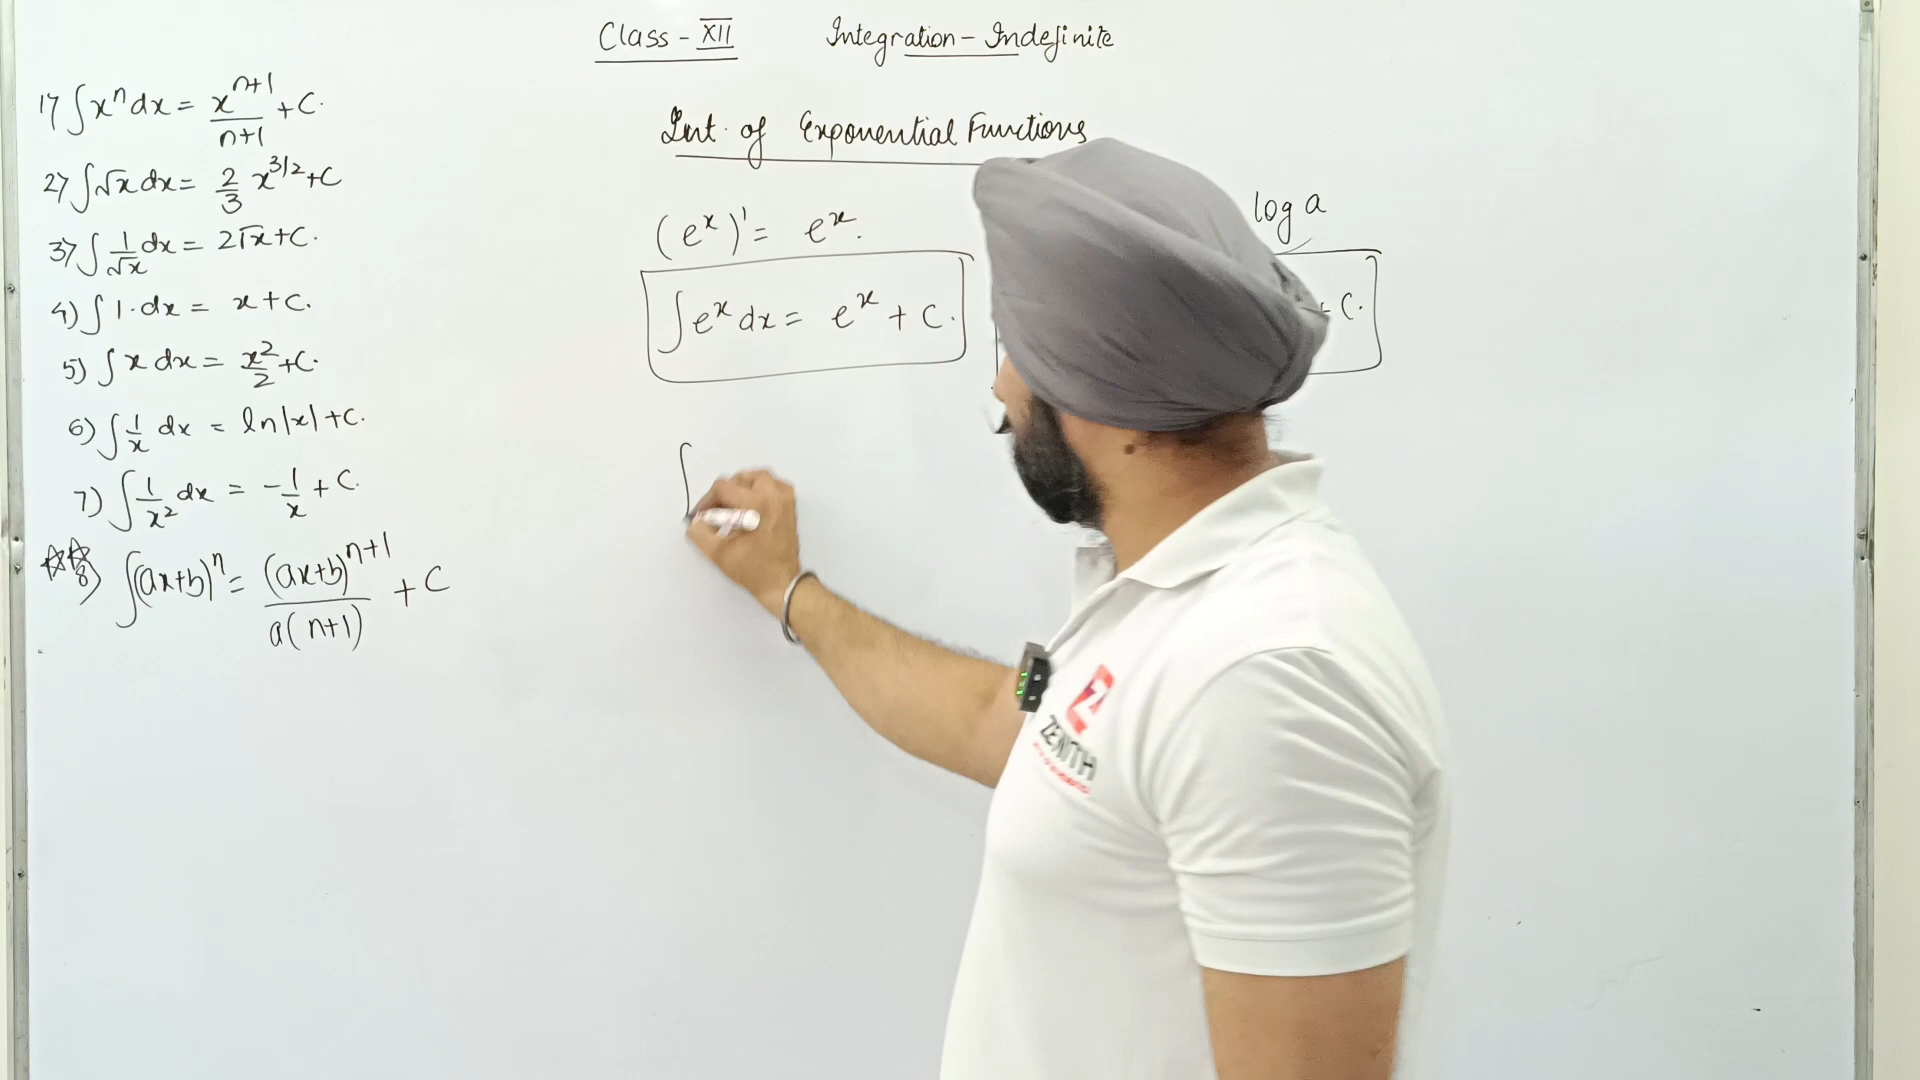 Class - XII Integration - Indefinite
1) ∫xⁿdx = x^(n+1)/(n+1) + C.
2) ∫√x dx = 2/3 x^(3/2) + C
3) ∫1/√x dx = 2√x + C.
4) ∫1·dx = x + C.
5) ∫x dx = x²/2 + C.
6) ∫1/x dx = ln|x| + C.
7) ∫1/x² dx = -1/x + C.
☆☆ 8) ∫(ax+b)ⁿ = (ax+b)^(n+1)/a(n+1) + C
Int. of Exponential Functions
(eˣ)' = eˣ.
∫eˣ dx = eˣ + C.
log a
+ C.
∫
ZENITH